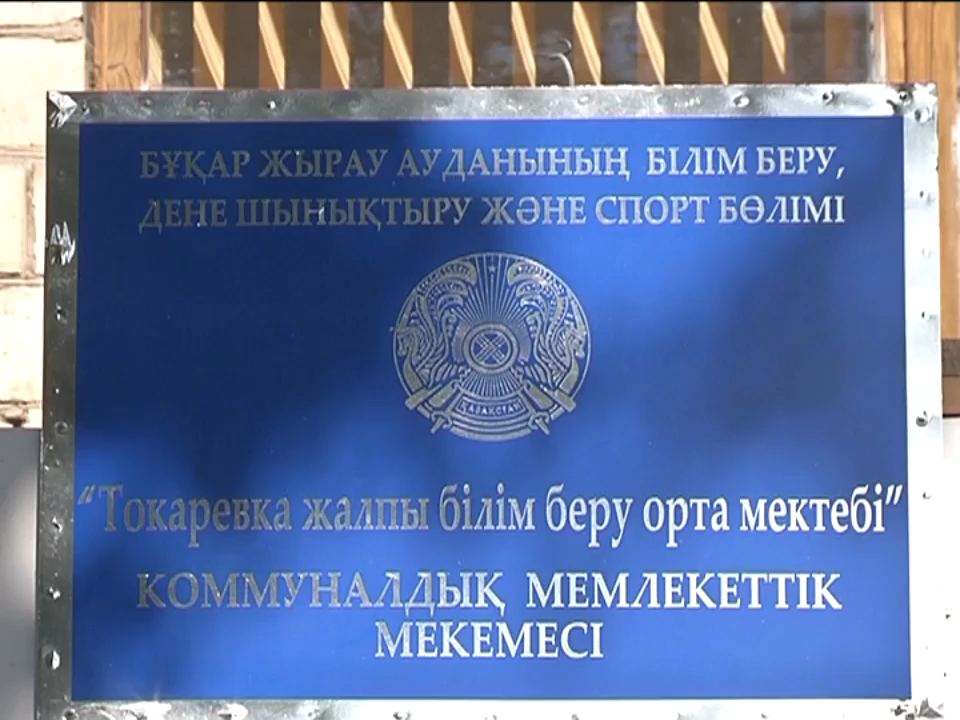 БҰҚАР ЖЫРАУ АУДАНЫНЫҢ БІЛІМ БЕРУ,
ДЕНЕ ШЫНЫҚТЫРУ ЖӘНЕ СПОРТ БӨЛІМІ
ҚАЗАҚСТАН
“Токаревка жалпы білім беру орта мектебі”
КОММУНАЛДЫҚ МЕМЛЕКЕТТІК
МЕКЕМЕСІ